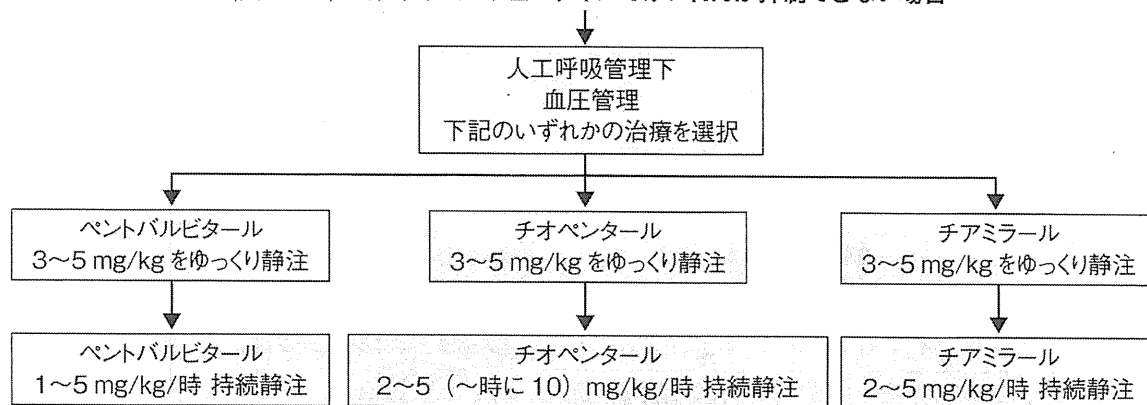 場合
人工呼吸管理下
血圧管理
下記のいずれかの治療を選択
ペントバルビタール
3～5 mg/kg をゆっくり静注
チオペンタール
3～5 mg/kg をゆっくり静注
チアミラール
3～5 mg/kg をゆっくり静注
ペントバルビタール
1～5 mg/kg/時 持続静注
チオペンタール
2～5（～時に 10）mg/kg/時 持続静注
チアミラール
2～5 mg/kg/時 持続静注